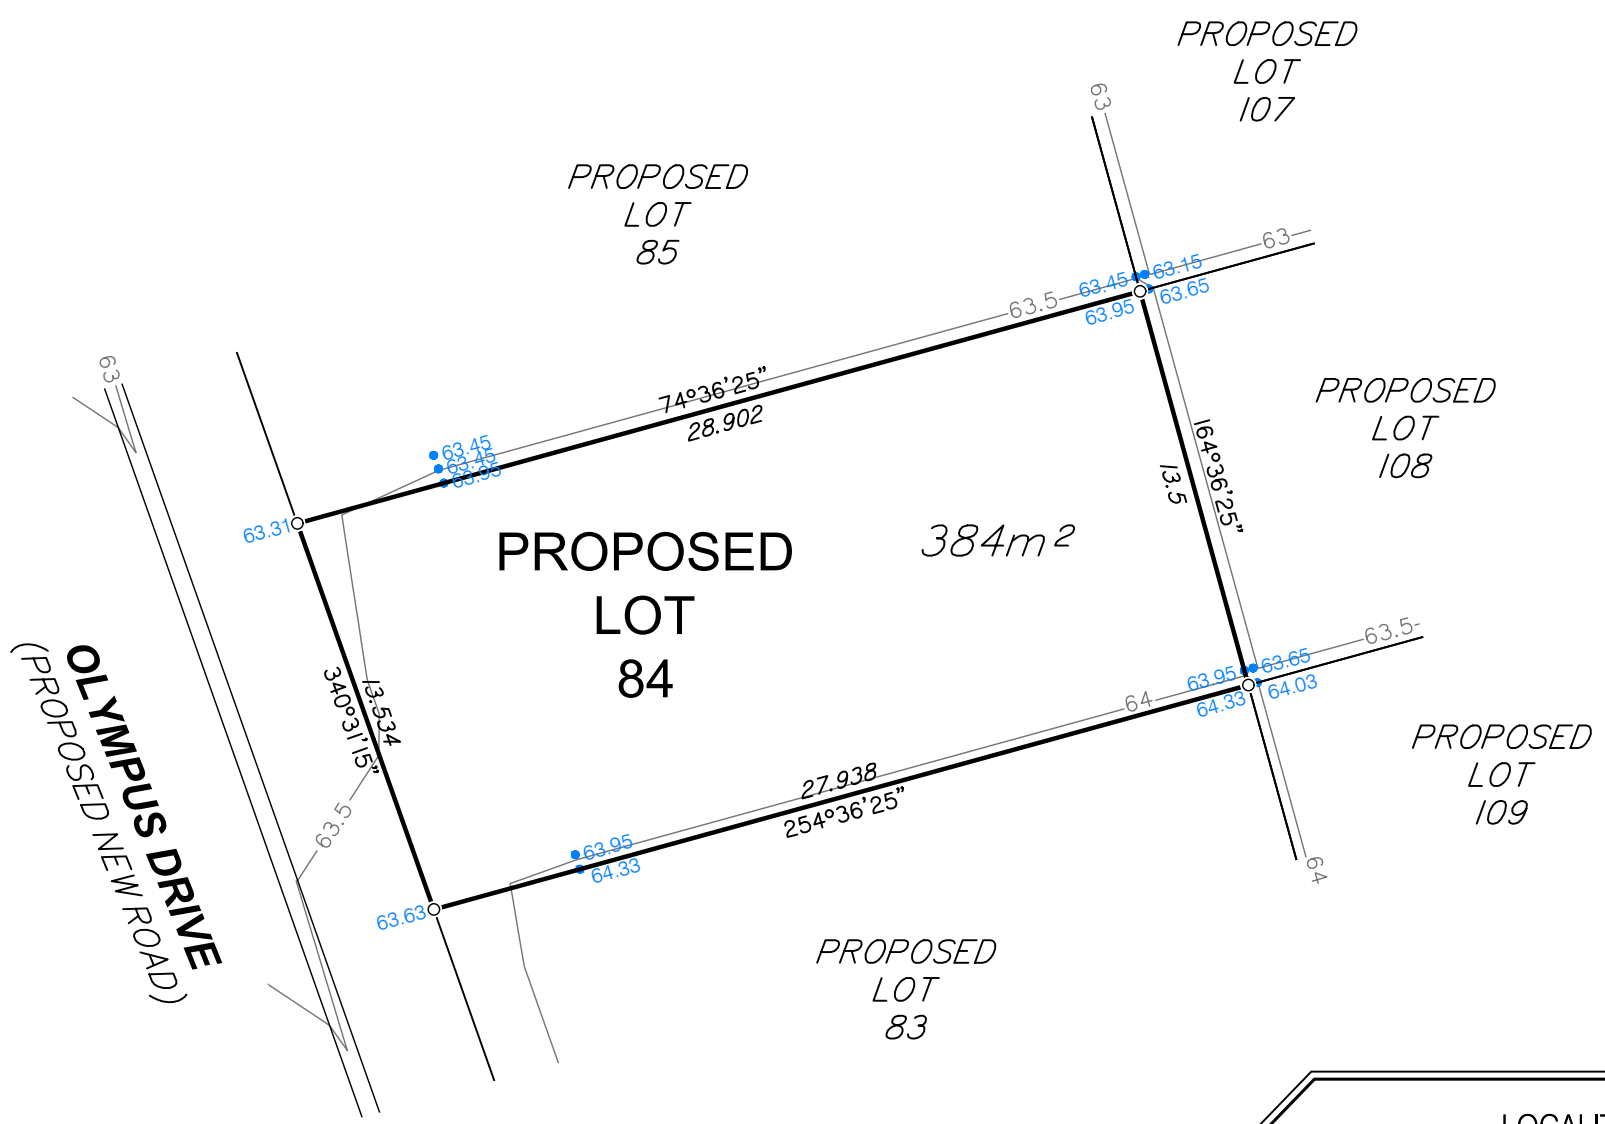 PROPOSED
LOT
107
63
PROPOSED
LOT
85
63
63.45
63.15
63.5
63.95
63.65
63
74°36'25"
28.902
PROPOSED
LOT
108
63.45
63.45
63.95
164°36'25"
13.5
63.31
PROPOSED
LOT
84
384m²
63.5
63.95
63.65
64
64.33
64.03
340°31'15"
13.534
OLYMPUS DRIVE
(PROPOSED NEW ROAD)
63.5
27.938
254°36'25"
PROPOSED
LOT
109
63.95
64.33
64
63.63
PROPOSED
LOT
83